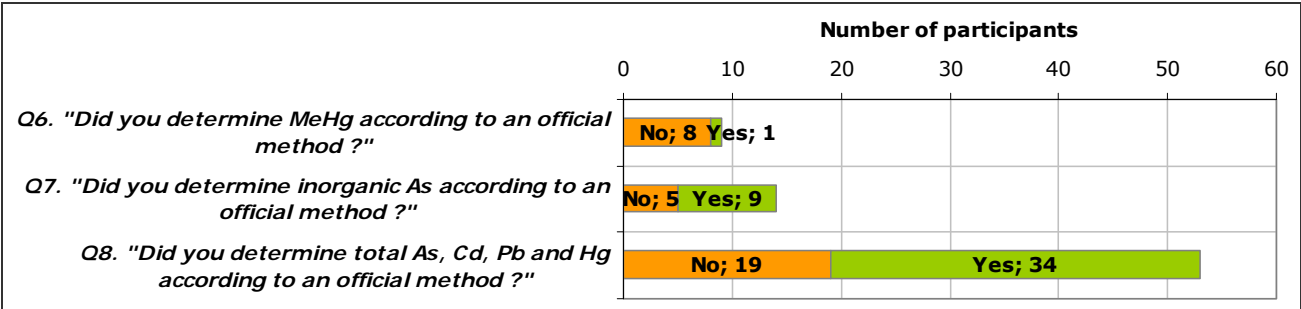 Number of participants
0 10 20 30 40 50 60
Q6. "Did you determine MeHg according to an official
method ?"
No; 8 Yes; 1
Q7. "Did you determine inorganic As according to an
official method ?"
No; 5 Yes; 9
Q8. "Did you determine total As, Cd, Pb and Hg
according to an official method ?"
No; 19 Yes; 34